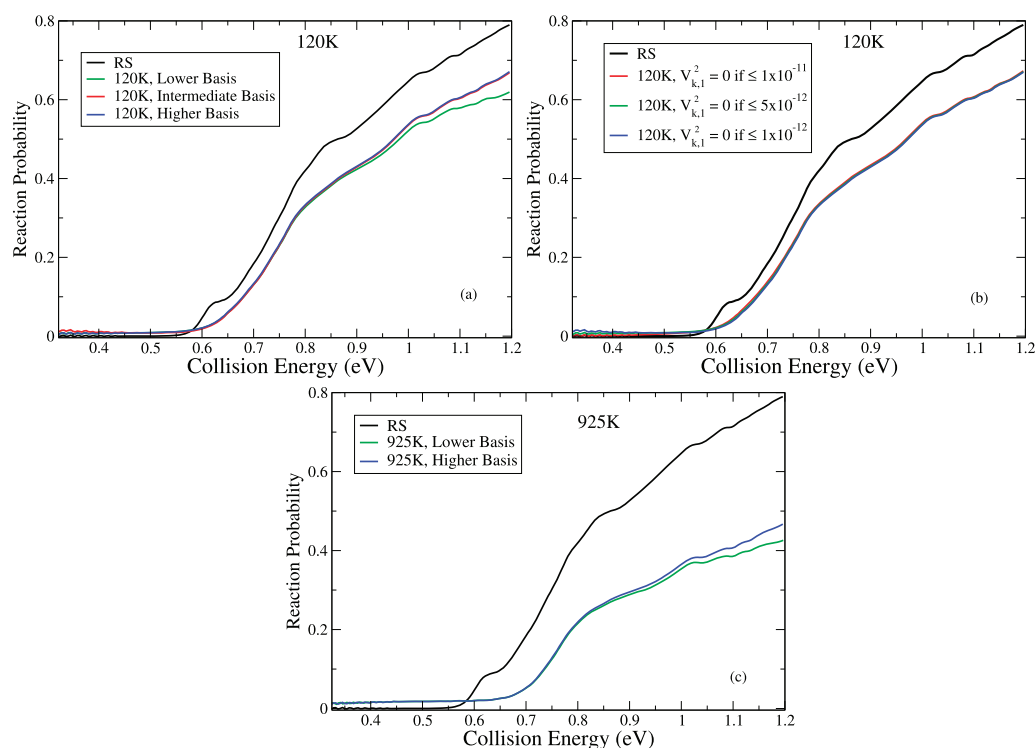 120K
RS
120K, Lower Basis
120K, Intermediate Basis
120K, Higher Basis
Reaction Probability
0.8
0.6
0.4
0.2
0
(a)
0.4 0.5 0.6 0.7 0.8 0.9 1 1.1 1.2
Collision Energy (eV)
120K
RS
120K, V²ₖ,₁ = 0 if ≤ 1x10⁻¹¹
120K, V²ₖ,₁ = 0 if ≤ 5x10⁻¹²
120K, V²ₖ,₁ = 0 if ≤ 1x10⁻¹²
Reaction Probability
0.8
0.6
0.4
0.2
0
(b)
0.4 0.5 0.6 0.7 0.8 0.9 1 1.1 1.2
Collision Energy (eV)
925K
RS
925K, Lower Basis
925K, Higher Basis
Reaction Probability
0.8
0.6
0.4
0.2
0
(c)
0.4 0.5 0.6 0.7 0.8 0.9 1 1.1 1.2
Collision Energy (eV)